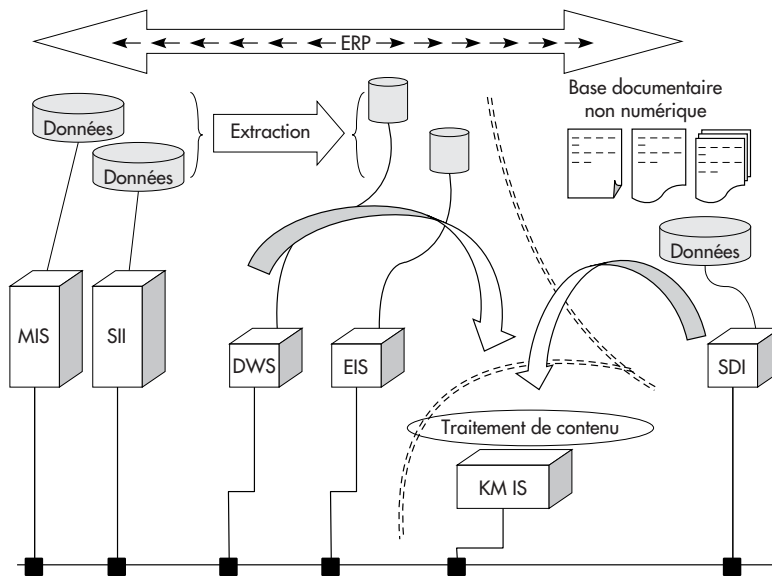 ERP
Base documentaire
non numérique
Données
Extraction
Données
Données
MIS
SII
DWS
EIS
SDI
Traitement de contenu
KM IS